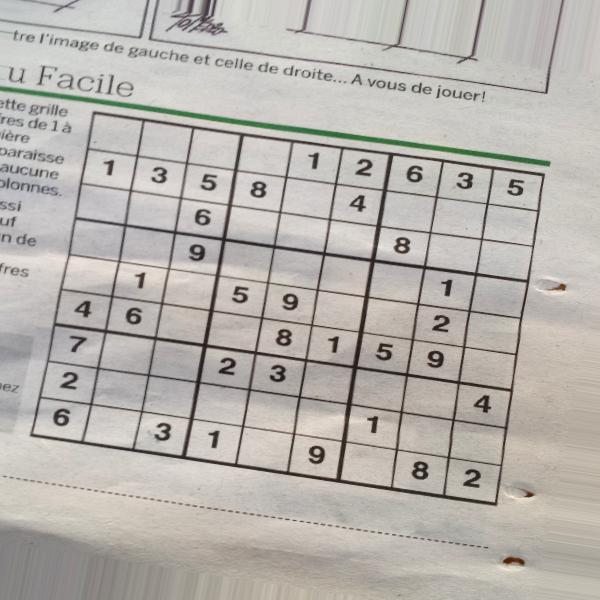 tre l'image de gauche et celle de droite... A vous de jouer!
u Facile
ette grille
fres de 1 à
ière
paraisse
aucune
olonnes.
ssi
uf
n de
fres
ez
1 2 6 3 5
1 3 5 8 4
6 8
9 1
1 5 9 2
4 6 8 1 5 9
7 2 3 4
2 1
6 3 1 9 8 2